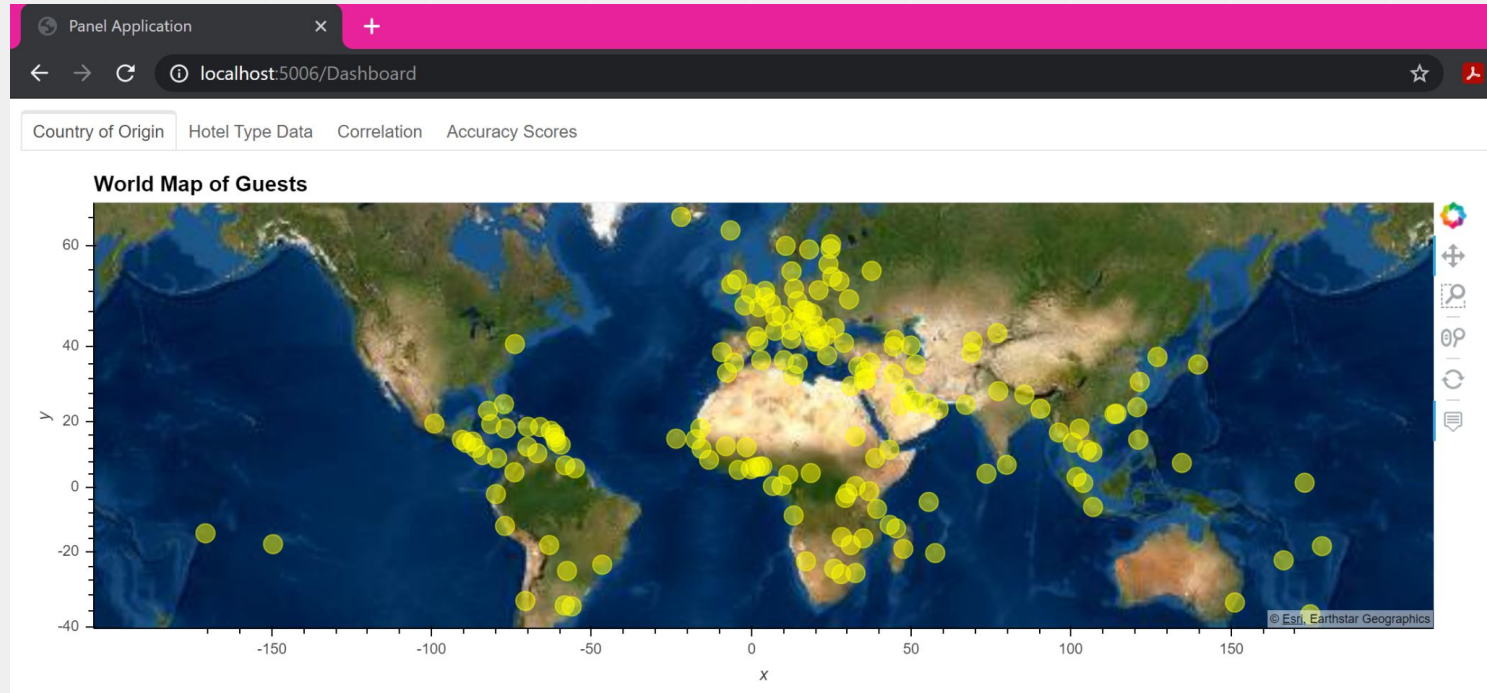 Panel Application
localhost:5006/Dashboard
Country of Origin Hotel Type Data Correlation Accuracy Scores
World Map of Guests
60
40
20
0
-20
-40
y
-150 -100 -50 0 50 100 150
x
© Esri, Earthstar Geographics